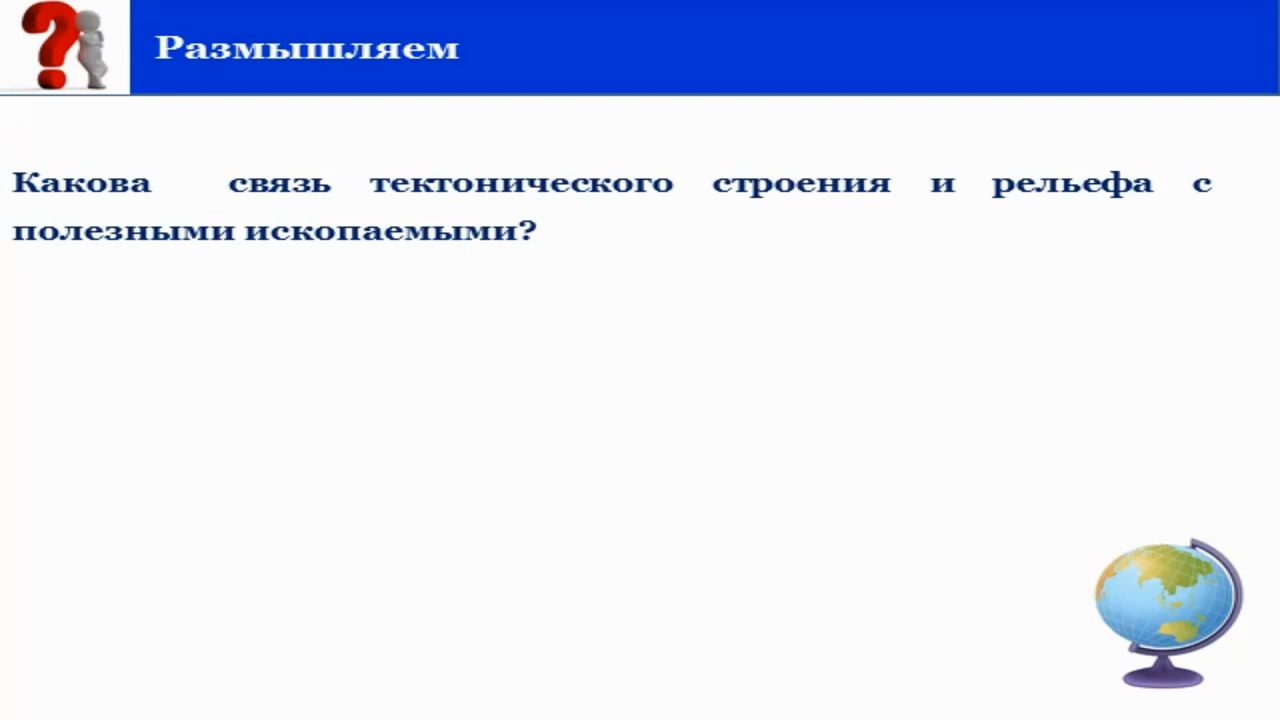 Размышляем
Какова связь тектонического строения и рельефа с
полезными ископаемыми?